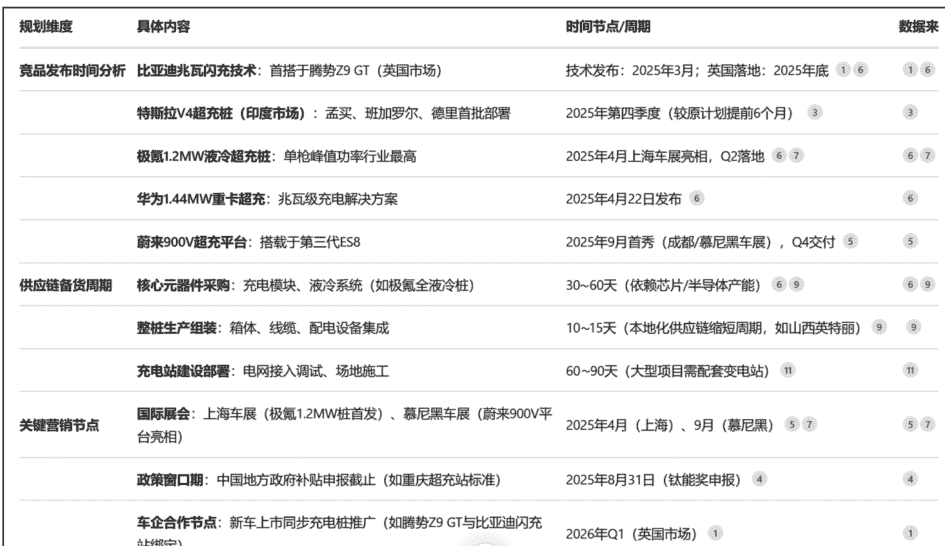 规划维度 具体内容 时间节点/周期 数据来
竞品发布时间分析 比亚迪兆瓦闪充技术：首搭于腾势Z9 GT（英国市场） 技术发布：2025年3月；英国落地：2025年底 1 6 1 6
特斯拉V4超充桩（印度市场）：孟买、班加罗尔、德里首批部署 2025年第四季度（较原计划提前6个月） 3 3
极氪1.2MW液冷超充桩：单枪峰值功率行业最高 2025年4月上海车展亮相，Q2落地 6 7 6 7
华为1.44MW重卡超充：兆瓦级充电解决方案 2025年4月22日发布 6 6
蔚来900V超充平台：搭载于第三代ES8 2025年9月首秀（成都/慕尼黑车展），Q4交付 5 5
供应链备货周期 核心元器件采购：充电模块、液冷系统（如极氪全液冷桩） 30~60天（依赖芯片/半导体产能） 6 9 6 9
整桩生产组装：箱体、线缆、配电设备集成 10~15天（本地化供应链缩短周期，如山西英特丽） 9 9
充电站建设部署：电网接入调试、场地施工 60~90天（大型项目需配套变电站） 11 11
关键营销节点 国际展会：上海车展（极氪1.2MW桩首发）、慕尼黑车展（蔚来900V平
台亮相） 2025年4月（上海）、9月（慕尼黑） 5 7 5 7
政策窗口期：中国地方政府补贴申报截止（如重庆超充站标准） 2025年8月31日（钛能奖申报） 4 4
车企合作节点：新车上市同步充电桩推广（如腾势Z9 GT与比亚迪闪充
站绑定） 2026年Q1（英国市场） 1 1